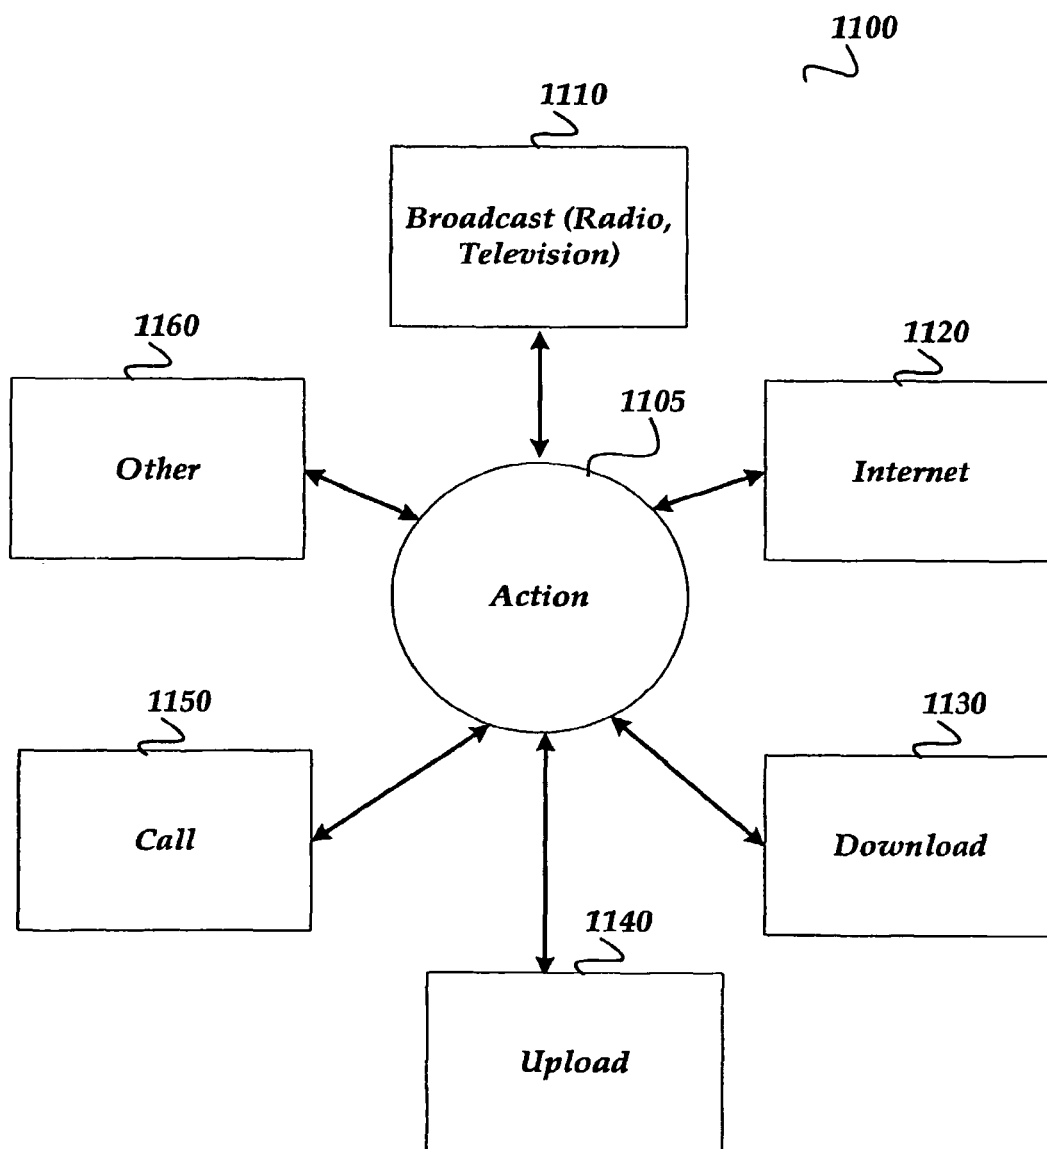 1100
1110
Broadcast (Radio,
Television)
1160
Other
1120
Internet
1105
Action
1150
Call
1130
Download
1140
Upload